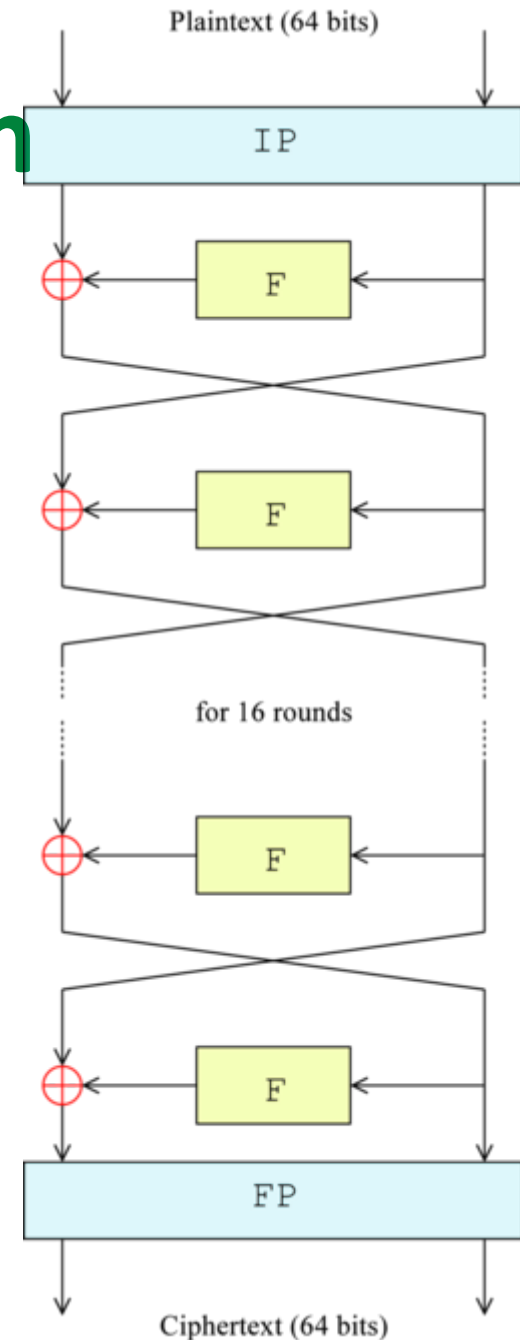 Plaintext (64 bits)
n
IP
F
F
for 16 rounds
F
F
FP
Ciphertext (64 bits)